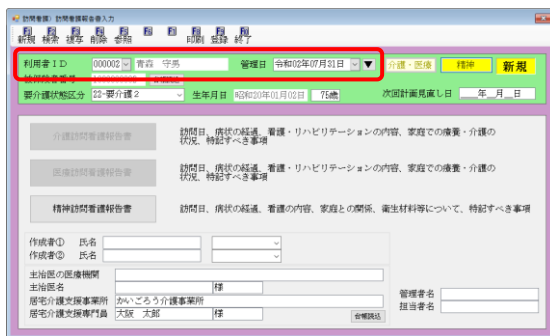 訪問看護) 訪問看護報告書入力
新規 検索 複写 削除 参照 印刷 登録 終了
利用者ID 000002 青森 守男 管理日 令和02年07月31日 ▼ 介護・医療 精神 新規
要介護状態区分 22-要介護2 生年月日 昭和20年01月02日 75歳 次回計画見直し日 __年__月__日
介護訪問看護報告書 訪問日、病状の経過、看護・リハビリテーションの内容、家庭での療養・介護の
状況、特記すべき事項
医療訪問看護報告書 訪問日、病状の経過、看護・リハビリテーションの内容、家庭での療養・介護の
状況、特記すべき事項
精神訪問看護報告書 訪問日、病状の経過、看護の内容、家族との関係、衛生材料等について、特記すべき事項
作成者① 氏名
作成者② 氏名
主治医の医療機関
主治医名 様
居宅介護支援事業所 かいごろう介護事業所
居宅介護支援専門員 大阪 太郎 様 台帳読込
管理者名
担当者名